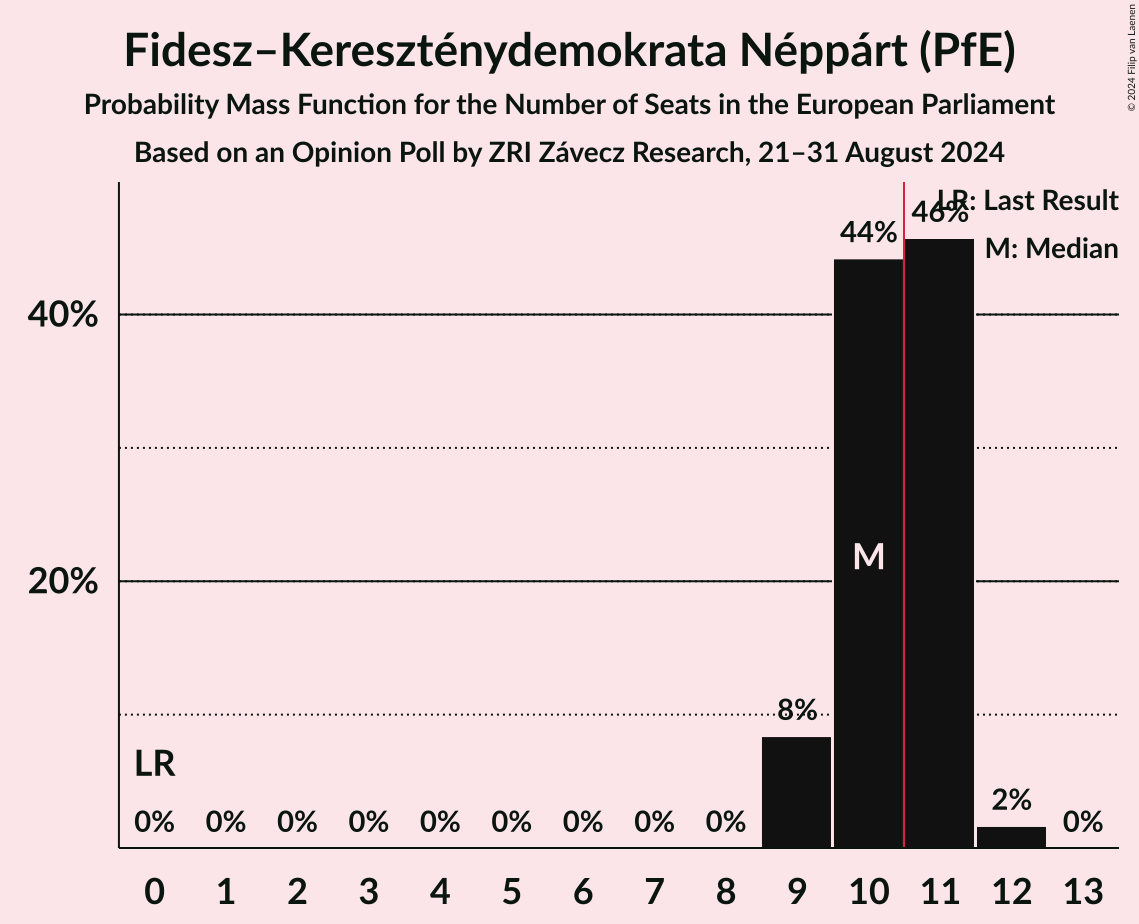 Fidesz–Kereszténydemokrata Néppárt (PfE)
Probability Mass Function for the Number of Seats in the European Parliament
Based on an Opinion Poll by ZRI Závecz Research, 21–31 August 2024
© 2024 Filip van Laenen
LR: Last Result
M: Median
44%
46%
40%
M
20%
8%
LR
2%
0%
0%
0%
0%
0%
0%
0%
0%
0%
0%
0 1 2 3 4 5 6 7 8 9 10 11 12 13